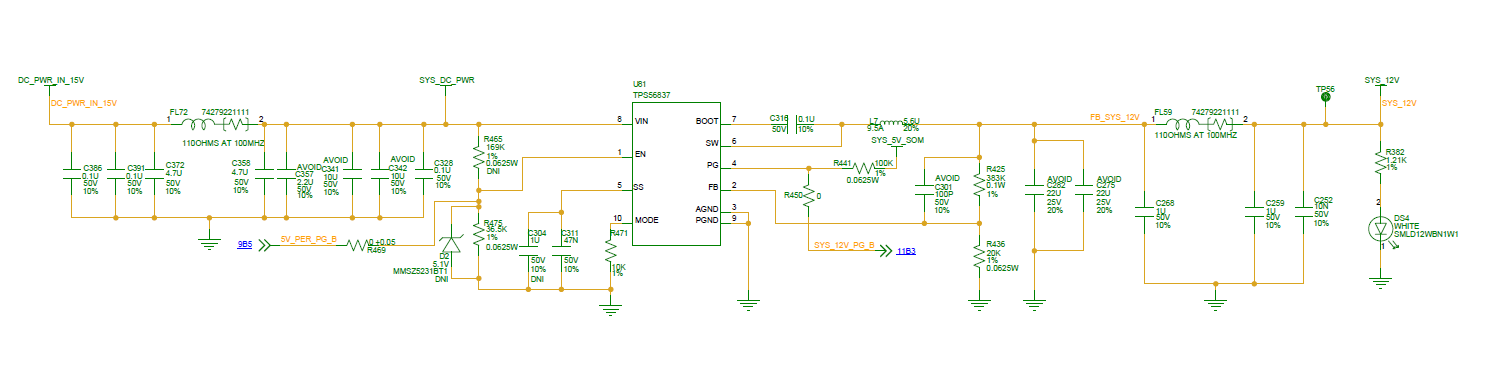 DC_PWR_IN_15V
DC_PWR_IN_15V
FL72 74279221111
1 2
110OHMS AT 100MHZ
C386
0.1U
50V
10%
C391
0.1U
50V
10%
C372
4.7U
50V
10%
C358
4.7U
50V
10%
AVOID
C357
2.2U
50V
10%
AVOID
C341
10U
50V
10%
AVOID
C342
10U
50V
10%
C328
0.1U
50V
10%
SYS_DC_PWR
R465
169K
1%
0.0625W
DNI
R475
36.5K
1%
0.0625W
9B5
5V_PER_PG_B
0 +0.05
R469
D2
5.1V
MMSZ5231BT1
DNI
C304
1U
50V
10%
DNI
C311
47N
50V
10%
R471
10K
1%
U81
TPS56837
8 VIN
1 EN
5 SS
10 MODE
BOOT 7
SW 6
PG 4
FB 2
AGND 3
PGND 9
C316 0.1U
50V 10%
L7 5.6U
9.5A 20%
SYS_5V_SOM
R441 100K
1%
0.0625W
R450
0
SYS_12V_PG_B
11B3
AVOID
C301
100P
50V
10%
R425
383K
0.1W
1%
R436
20K
1%
0.0625W
AVOID
C282
22U
25V
20%
AVOID
C275
22U
25V
20%
FB_SYS_12V
FL59 74279221111
1 2
110OHMS AT 100MHZ
C268
1U
50V
10%
C259
1U
50V
10%
C252
10N
50V
10%
TP56
SYS_12V
SYS_12V
R382
1.21K
1%
2
DS4
WHITE
SMLD12WBN1W1
1